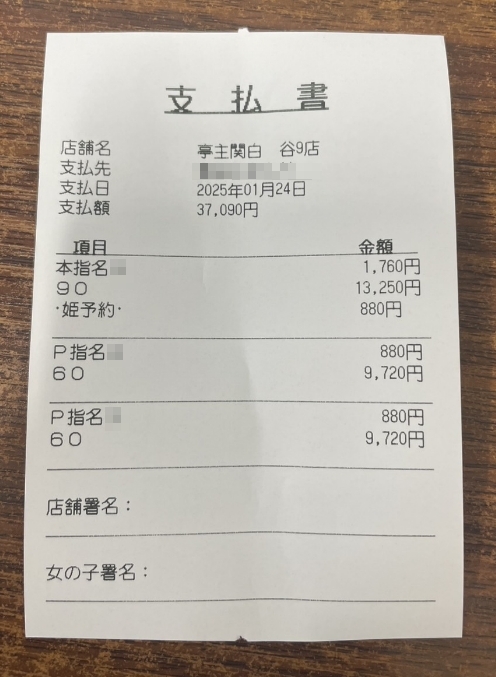 支払書
店舗名 亭主関白 谷9店
支払先
支払日 2025年01月24日
支払額 37,090円
項目 金額
本指名 1,760円
90 13,250円
・姫予約・ 880円
P指名 880円
60 9,720円
P指名 880円
60 9,720円
店舗署名：
女の子署名：